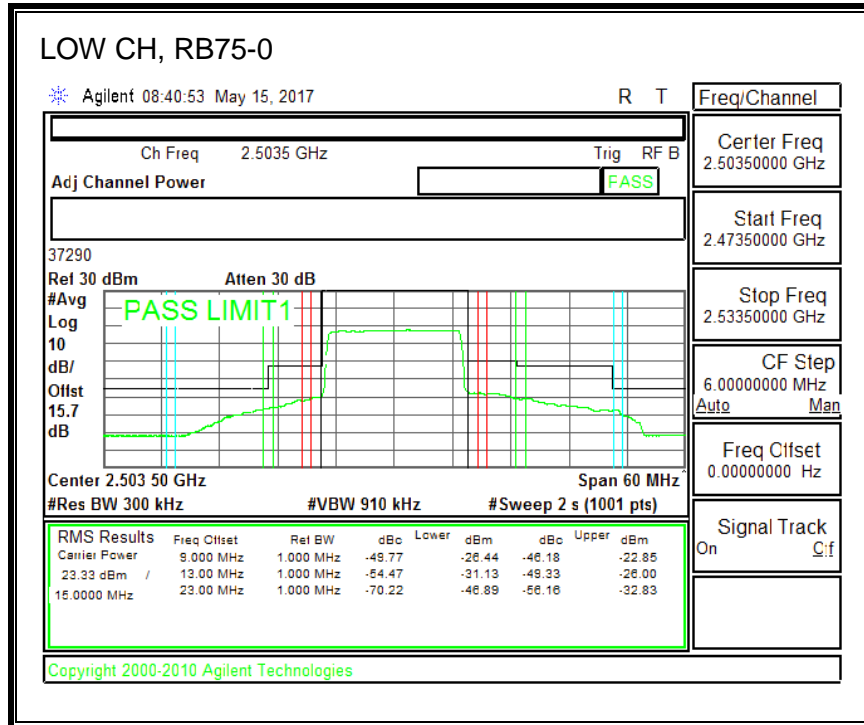 LOW CH, RB75-0
Agilent 08:40:53 May 15, 2017 R T
Freq/Channel
Ch Freq 2.5035 GHz Trig RF B
Adj Channel Power PASS
Center Freq
2.50350000 GHz
Start Freq
2.47350000 GHz
Stop Freq
2.53350000 GHz
CF Step
6.00000000 MHz
Auto Man
Freq Offset
0.00000000 Hz
Signal Track
On Off
37290
Ref 30 dBm Atten 30 dB
#Avg
Log
10
dB/
Offst
15.7
dB
PASS LIMIT1
Center 2.503 50 GHz Span 60 MHz
#Res BW 300 kHz #VBW 910 kHz #Sweep 2 s (1001 pts)
RMS Results Freq Offset Ref BW dBc Lower dBm dBc Upper dBm
Carrier Power 9.000 MHz 1.000 MHz -49.77 -26.44 -46.18 -22.85
23.33 dBm / 13.00 MHz 1.000 MHz -54.47 -31.13 -49.33 -26.00
15.0000 MHz 23.00 MHz 1.000 MHz -70.22 -46.89 -56.16 -32.83
Copyright 2000-2010 Agilent Technologies